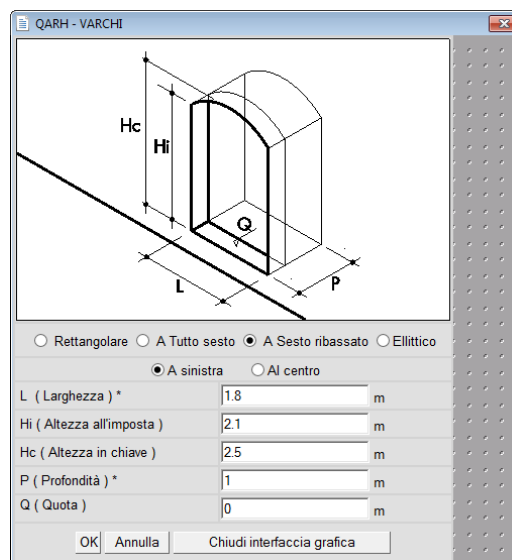 QARH - VARCHI
Hc
Hi
Q
L
P
Rettangolare A Tutto sesto A Sesto ribassato Ellittico
A sinistra Al centro
L ( Larghezza ) * 1.8 m
Hi ( Altezza all'imposta ) 2.1 m
Hc ( Altezza in chiave ) 2.5 m
P ( Profondità ) * 1 m
Q ( Quota ) 0 m
OK Annulla Chiudi interfaccia grafica